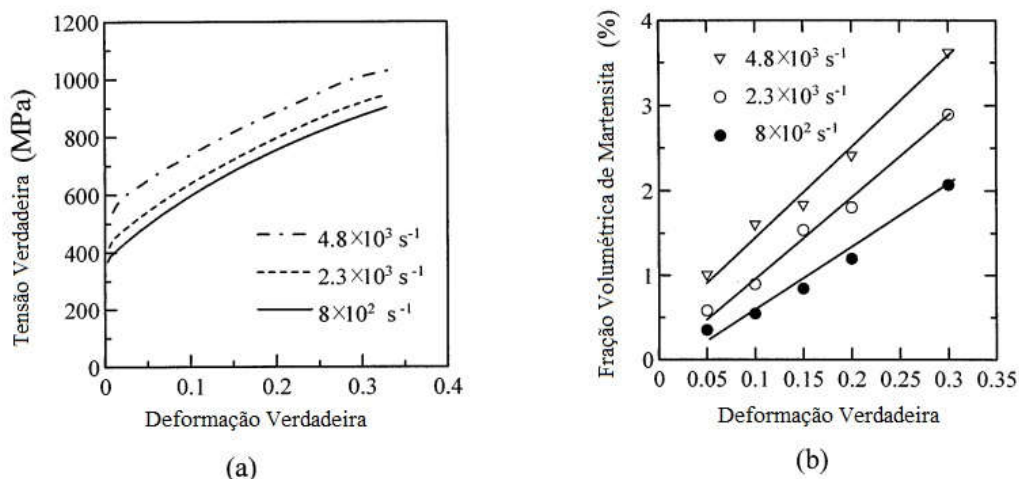 1200
1000
800
600
400
200
0
Tensão Verdadeira (MPa)
4.8×10³ s⁻¹
2.3×10³ s⁻¹
8×10² s⁻¹
0 0.1 0.2 0.3 0.4
Deformação Verdadeira
(a)
4
3
2
1
0
Fração Volumétrica de Martensita (%)
4.8×10³ s⁻¹
2.3×10³ s⁻¹
8×10² s⁻¹
0 0.05 0.1 0.15 0.2 0.25 0.3 0.35
Deformação Verdadeira
(b)